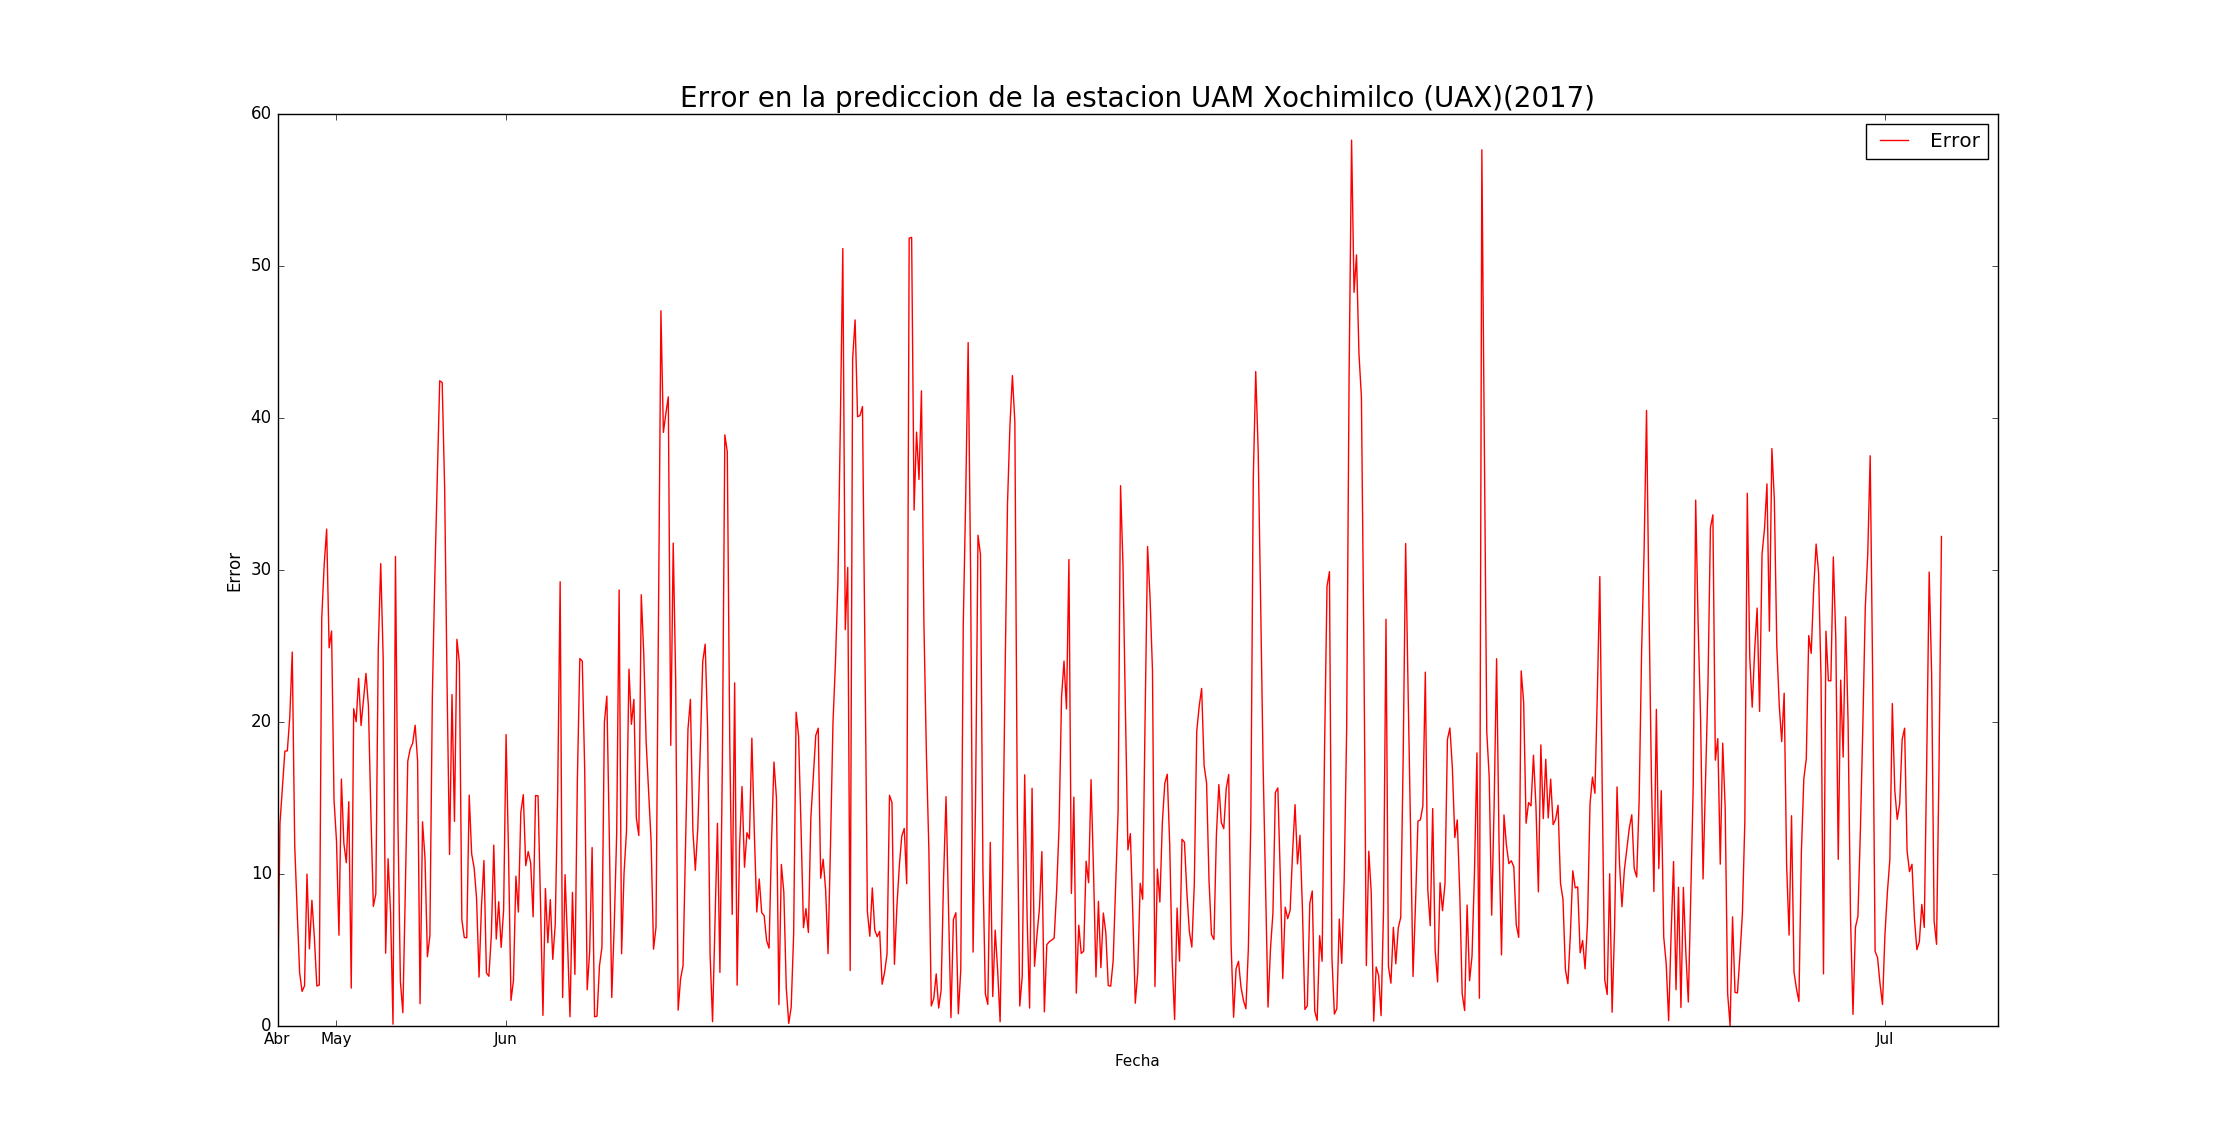 Error en la prediccion de la estacion UAM Xochimilco (UAX)(2017)
Error
60
50
40
30
20
10
0
Error
Abr May Jun Jul
Fecha